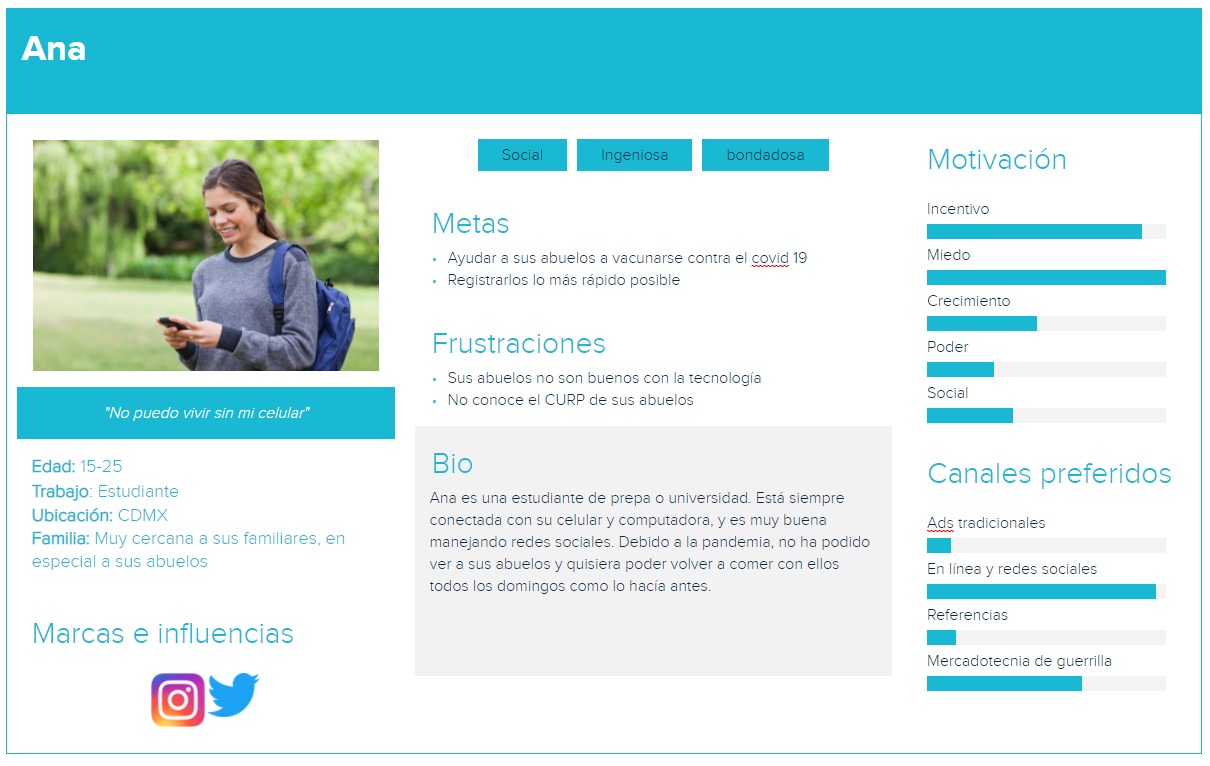 Ana
"No puedo vivir sin mi celular"
Edad: 15-25
Trabajo: Estudiante
Ubicación: CDMX
Familia: Muy cercana a sus familiares, en
especial a sus abuelos
Marcas e influencias
Social
Ingeniosa
bondadosa
Metas
• Ayudar a sus abuelos a vacunarse contra el covid 19
• Registrarlos lo más rápido posible
Frustraciones
• Sus abuelos no son buenos con la tecnología
• No conoce el CURP de sus abuelos
Bio
Ana es una estudiante de prepa o universidad. Está siempre
conectada con su celular y computadora, y es muy buena
manejando redes sociales. Debido a la pandemia, no ha podido
ver a sus abuelos y quisiera poder volver a comer con ellos
todos los domingos como lo hacía antes.
Motivación
Incentivo
Miedo
Crecimiento
Poder
Social
Canales preferidos
Ads tradicionales
En línea y redes sociales
Referencias
Mercadotecnia de guerrilla